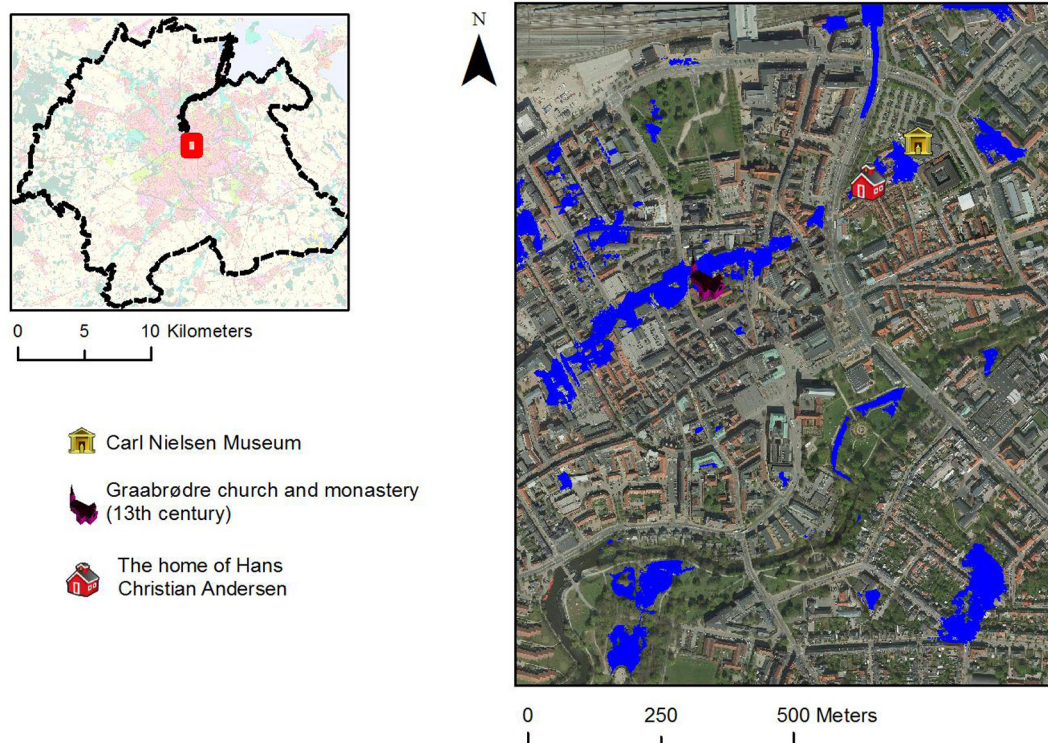 N
0 5 10 Kilometers
Carl Nielsen Museum
Graabrødre church and monastery
(13th century)
The home of Hans
Christian Andersen
0 250 500 Meters